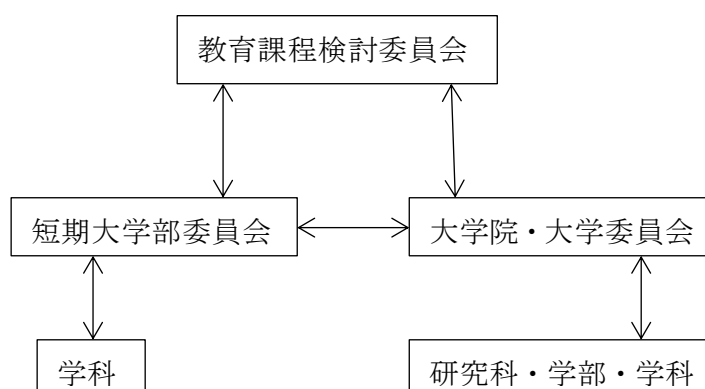 教育課程検討委員会
短期大学部委員会
大学院・大学委員会
学科
研究科・学部・学科